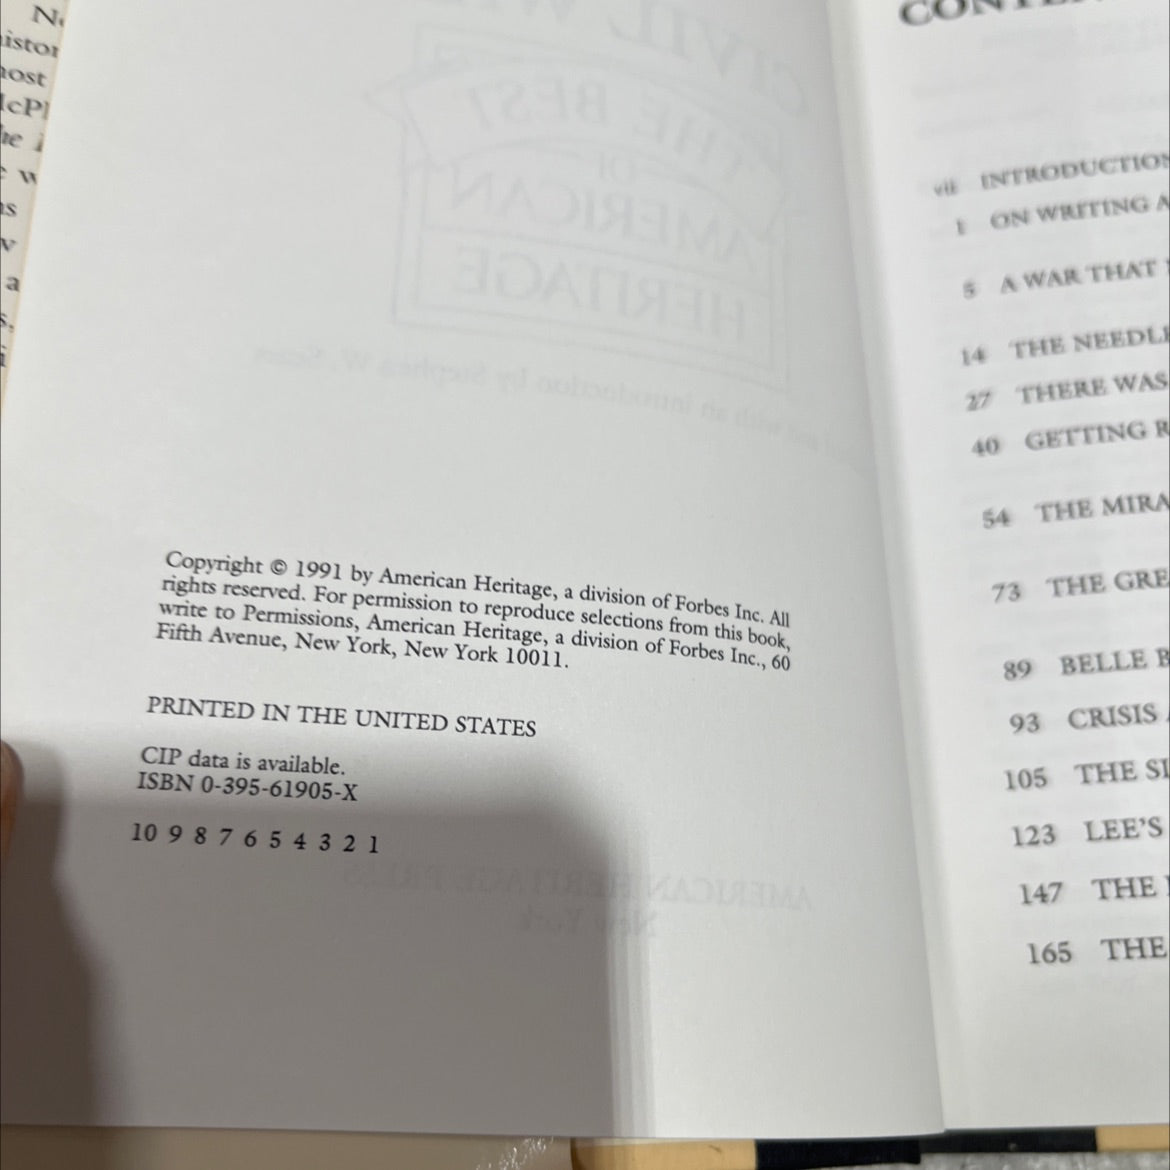 Copyright © 1991 by American Heritage, a division of Forbes Inc. All
rights reserved. For permission to reproduce selections from this book,
write to Permissions, American Heritage, a division of Forbes Inc., 60
Fifth Avenue, New York, New York 10011.
PRINTED IN THE UNITED STATES
CIP data is available.
ISBN 0-395-61905-X
10 9 8 7 6 5 4 3 2 1
vii INTRODUCTION
1 ON WRITING A
5 A WAR THAT
14 THE NEEDL
27 THERE WAS
40 GETTING R
54 THE MIRA
73 THE GRE
89 BELLE B
93 CRISIS
105 THE SI
123 LEE'S
147 THE
165 THE